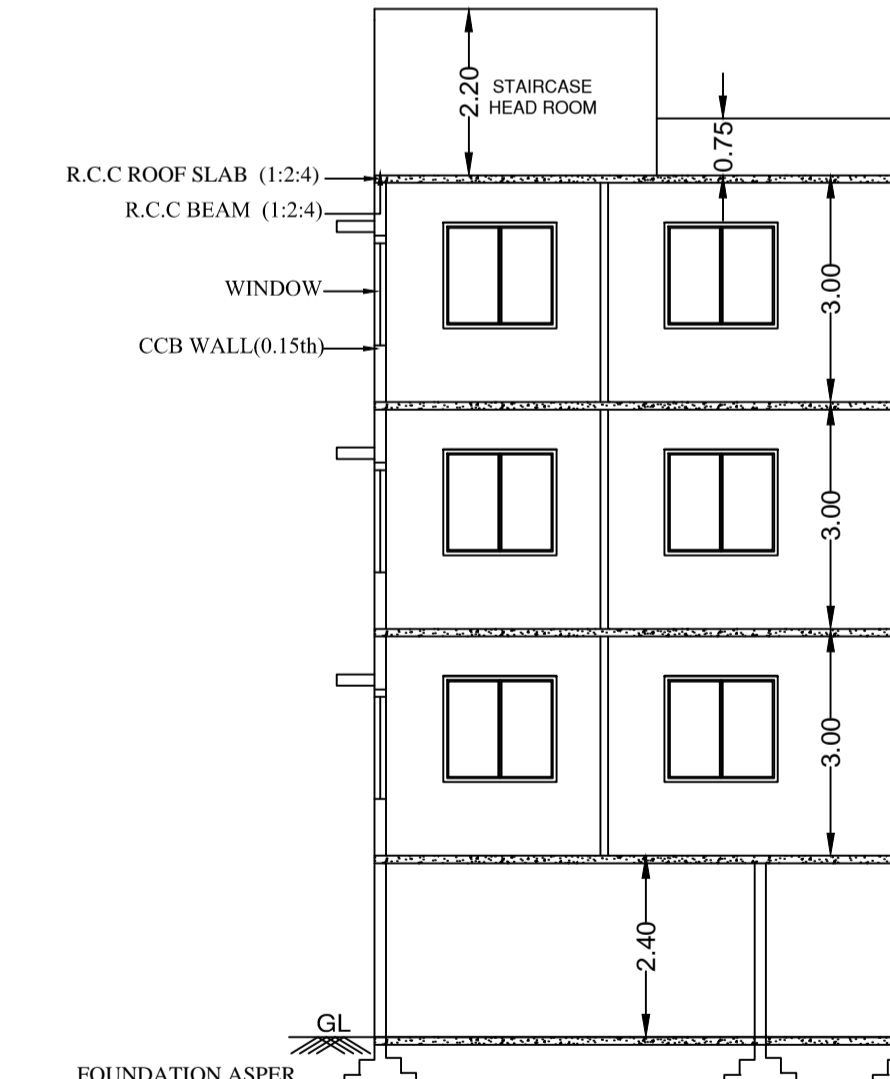 2.20
STAIRCASE
HEAD ROOM
0.75
R.C.C ROOF SLAB (1:2:4)
R.C.C BEAM (1:2:4)
WINDOW
3.00
CCB WALL(0.15th)
3.00
3.00
2.40
GL
FOUNDATION ASPER